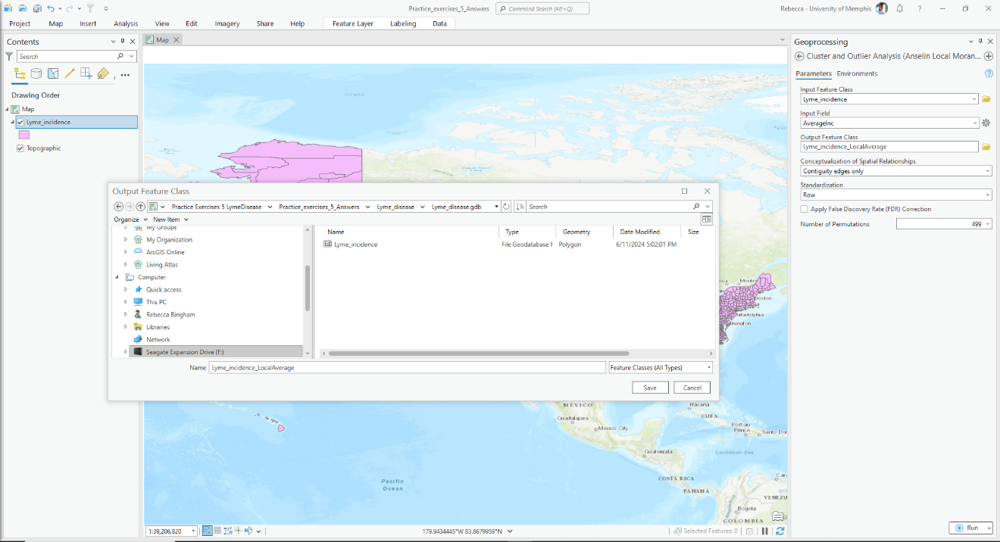 Practice_exercises_5_Answers
Command Search (Alt+Q)
Rebecca - University of Memphis
Project Map Insert Analysis View Edit Imagery Share Help Feature Layer Labeling Data
Contents
Search
Drawing Order
Map
Lyme_incidence
Topographic
Map
Output Feature Class
Practice Exercises 5 LymeDisease Practice_exercises_5_Answers Lyme_disease Lyme_disease.gdb Search
Organize New Item
My Groups
My Organization
ArcGIS Online
Living Atlas
Computer
Quick access
This PC
Rebecca Bingham
Libraries
Network
Seagate Expansion Drive (F:)
Name Type Geometry Date Modified Size
Lyme_incidence File Geodatabase F Polygon 6/11/2024 5:02:01 PM
Name Lyme_incidence_LocalAverage Feature Classes (All Types)
Save Cancel
Boston
MÉXICO
Guadalajara
Mexico City
Havana
CUBA
Port-au-
Prince
Santo Dor
Caribbean Sea
Guatemala
COSTA RICA
PANAMÁ
Car
VENEZU
Bogota
COLOMBIA
Pacific
Ocean
1:39,206,820
179.9434445°W 83.8679959°N
Selected Features: 0
Geoprocessing
Cluster and Outlier Analysis (Anselin Local Moran...
Parameters Environments
Input Feature Class
Lyme_incidence
Input Field
AverageInc
Output Feature Class
Lyme_incidence_LocalAverage
Conceptualization of Spatial Relationships
Contiguity edges only
Standardization
Row
Apply False Discovery Rate (FDR) Correction
Number of Permutations 499
Run